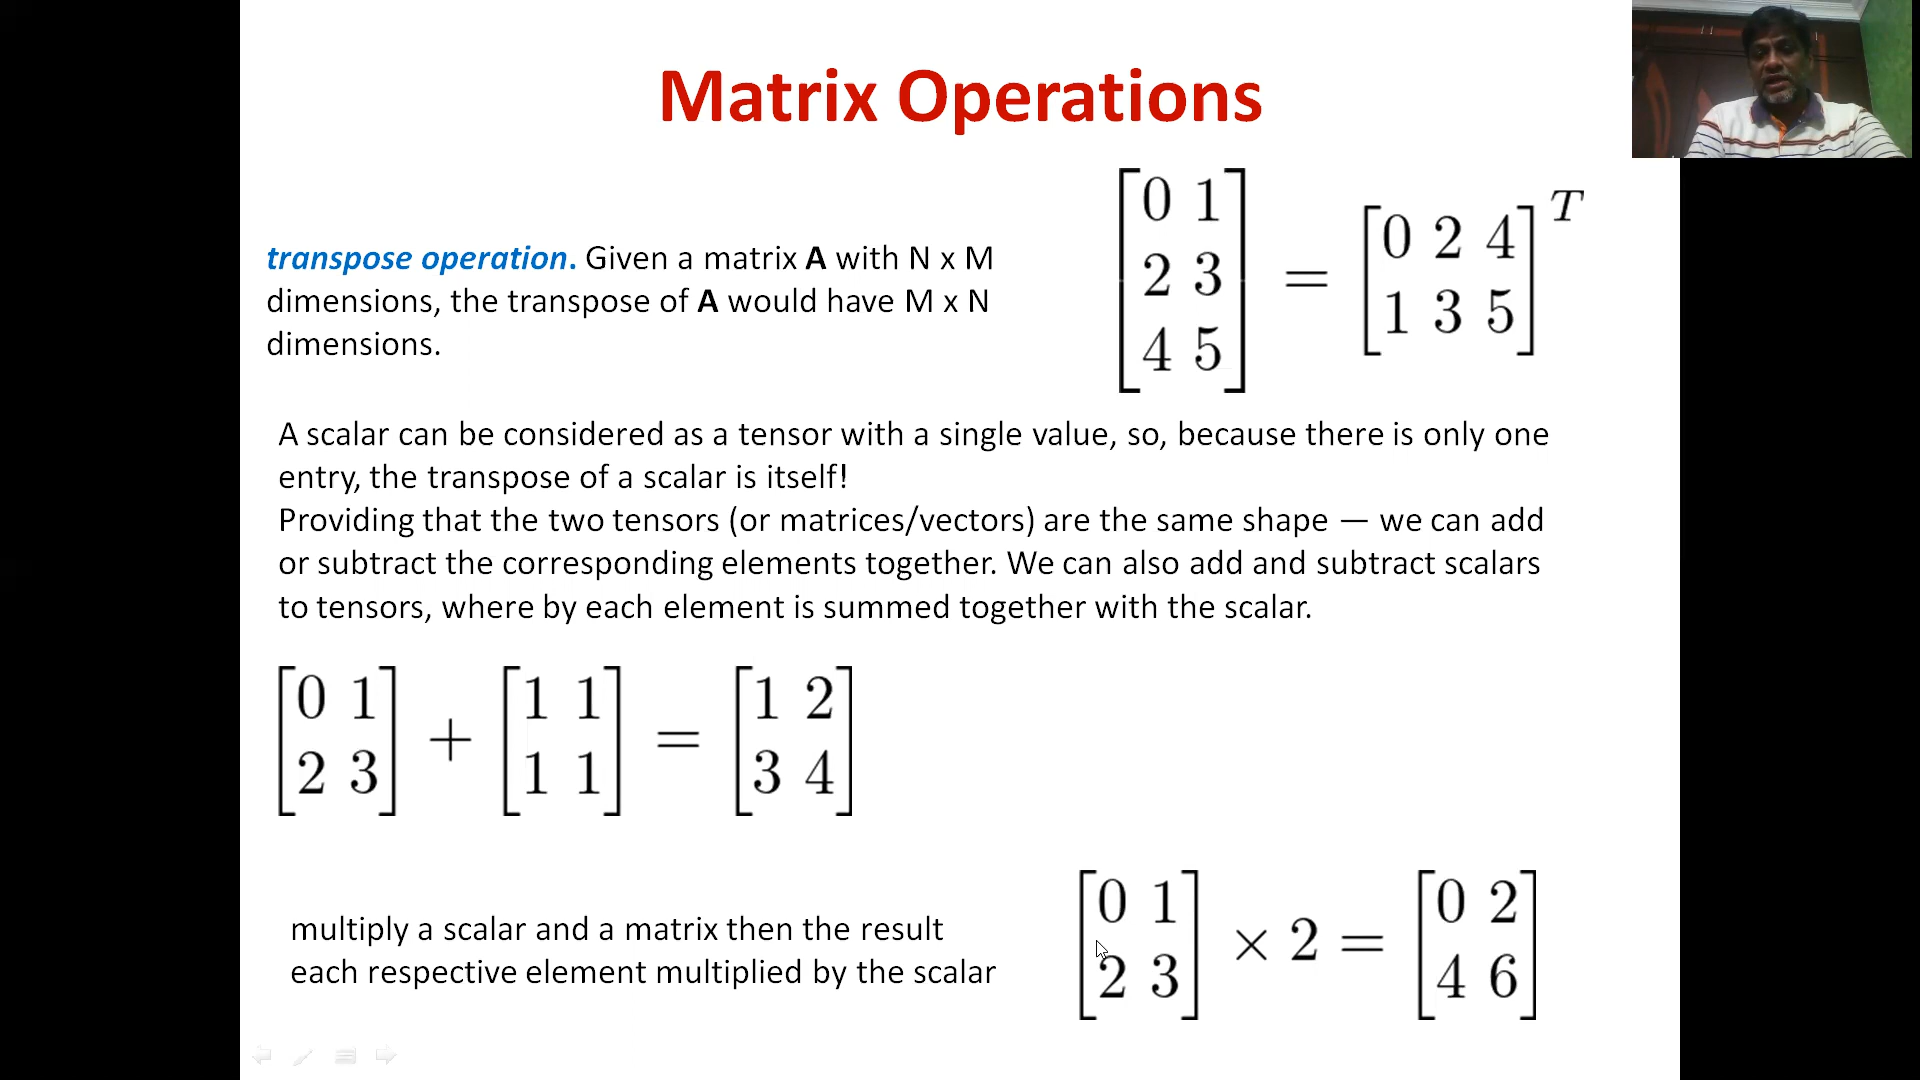 Matrix Operations
transpose operation. Given a matrix A with N x M
dimensions, the transpose of A would have M x N
dimensions.
[0 1
2 3
4 5] = [0 2 4
1 3 5]^T
A scalar can be considered as a tensor with a single value, so, because there is only one
entry, the transpose of a scalar is itself!
Providing that the two tensors (or matrices/vectors) are the same shape — we can add
or subtract the corresponding elements together. We can also add and subtract scalars
to tensors, where by each element is summed together with the scalar.
[0 1
2 3] + [1 1
1 1] = [1 2
3 4]
multiply a scalar and a matrix then the result
each respective element multiplied by the scalar
[0 1
2 3] × 2 = [0 2
4 6]